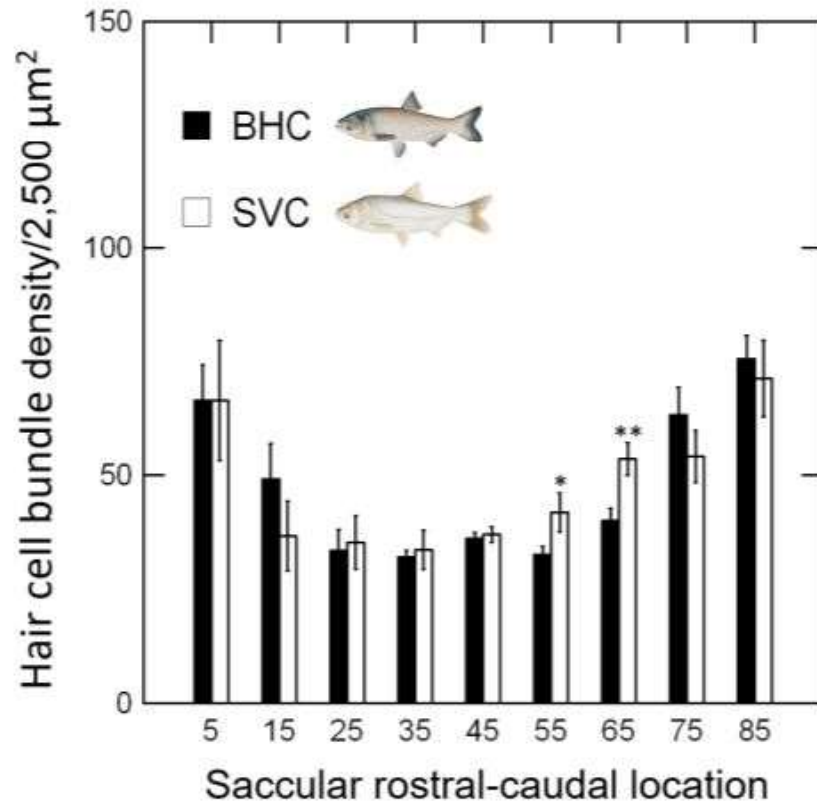 150
BHC
SVC
100
50
0
*
**
5 15 25 35 45 55 65 75 85
Saccular rostral-caudal location
Hair cell bundle density/2,500 μm²